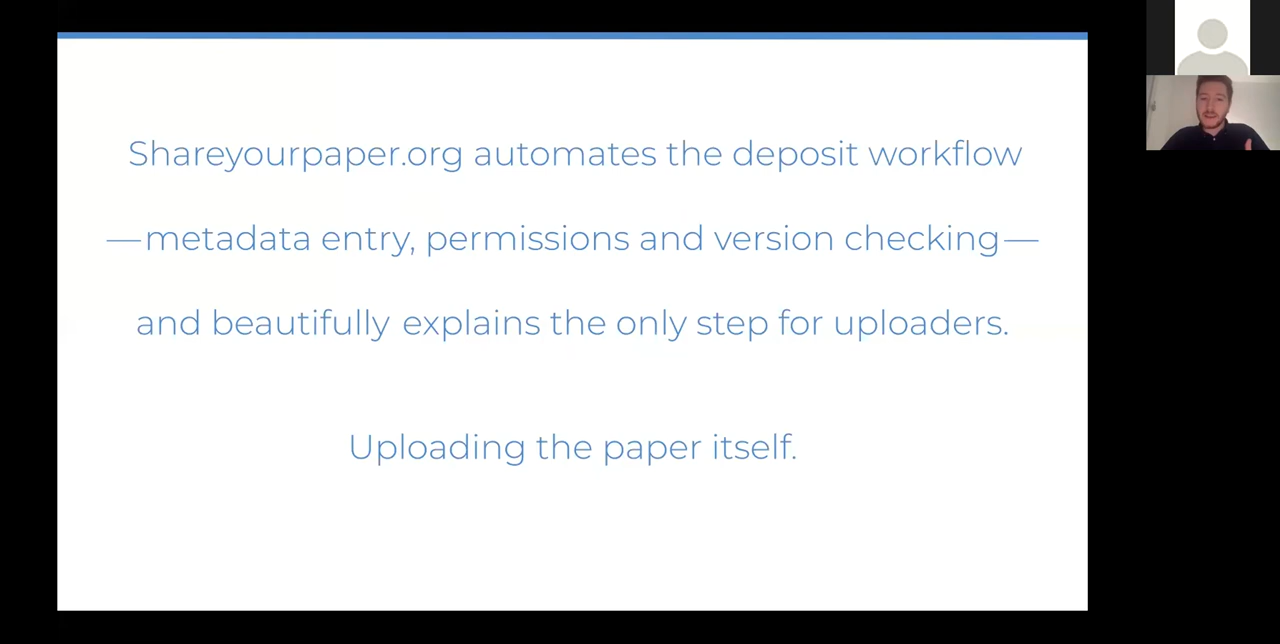 Shareyourpaper.org automates the deposit workflow
—metadata entry, permissions and version checking—
and beautifully explains the only step for uploaders.
Uploading the paper itself.